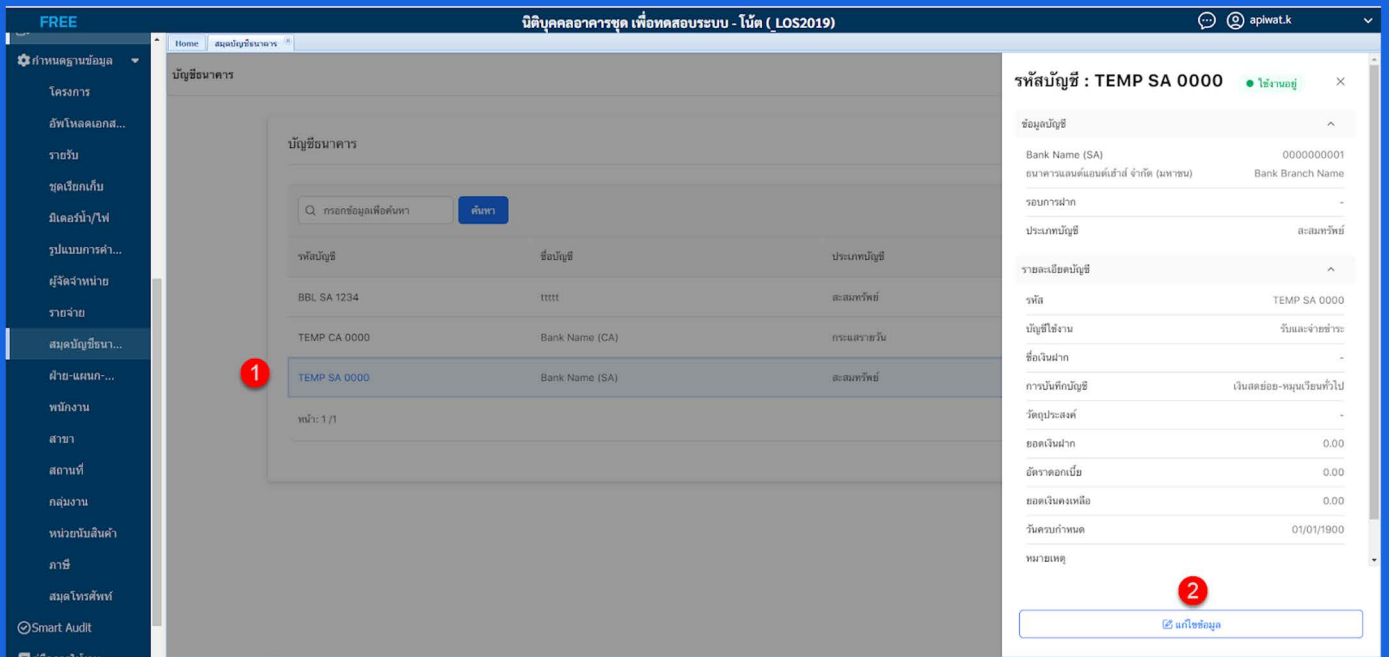 FREE
นิติบุคคลอาคารชุด เพื่อทดสอบระบบ - โน้ต (_LOS2019)
apiwat.k
Home
สมุดบัญชีธนาคาร
กำหนดฐานข้อมูล
โครงการ
อัพโหลดเอกส...
รายรับ
ชุดเรียกเก็บ
มิเตอร์น้ำ/ไฟ
รูปแบบการคำ...
ผู้จัดจำหน่าย
รายจ่าย
สมุดบัญชีธนา...
ฝ่าย-แผนก-...
พนักงาน
สาขา
สถานที่
กลุ่มงาน
หน่วยนับสินค้า
ภาษี
สมุดโทรศัพท์
Smart Audit
บัญชีธนาคาร
บัญชีธนาคาร
กรอกข้อมูลเพื่อค้นหา
ค้นหา
รหัสบัญชี ชื่อบัญชี ประเภทบัญชี
BBL SA 1234 ttttt สะสมทรัพย์
TEMP CA 0000 Bank Name (CA) กระแสรายวัน
1
TEMP SA 0000 Bank Name (SA) สะสมทรัพย์
หน้า: 1 /1
รหัสบัญชี : TEMP SA 0000
ใช้งานอยู่
ข้อมูลบัญชี
Bank Name (SA) 0000000001
ธนาคารแลนด์แอนด์เฮ้าส์ จำกัด (มหาชน) Bank Branch Name
รอบการฝาก -
ประเภทบัญชี สะสมทรัพย์
รายละเอียดบัญชี
รหัส TEMP SA 0000
บัญชีใช้งาน รับและจ่ายชำระ
ชื่อเงินฝาก -
การบันทึกบัญชี เงินสดย่อย-หมุนเวียนทั่วไป
วัตถุประสงค์ -
ยอดเงินฝาก 0.00
อัตราดอกเบี้ย 0.00
ยอดเงินคงเหลือ 0.00
วันครบกำหนด 01/01/1900
หมายเหตุ
2
แก้ไขข้อมูล